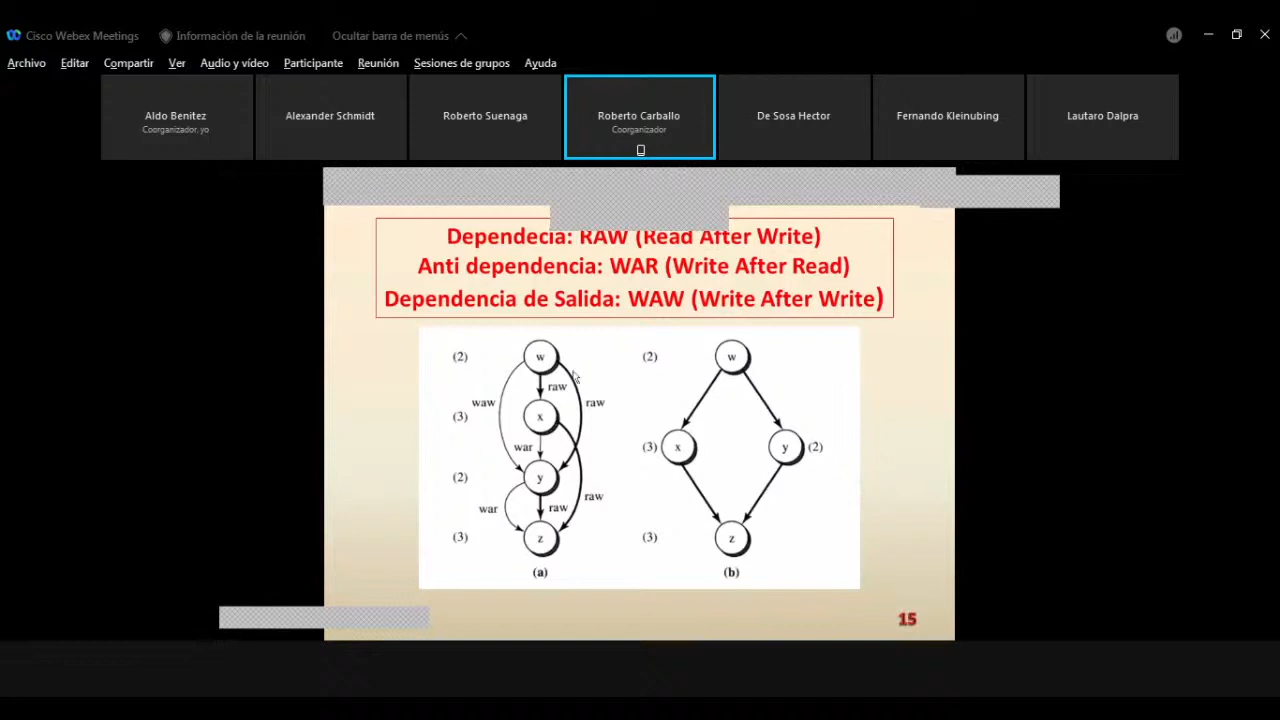 Cisco Webex Meetings Información de la reunión Ocultar barra de menús
Archivo Editar Compartir Ver Audio y vídeo Participante Reunión Sesiones de grupos Ayuda
Aldo Benitez
Coorganizador, yo
Alexander Schmidt
Roberto Suenaga
Roberto Carballo
Coorganizador
De Sosa Hector
Fernando Kleinubing
Lautaro Dalpra
Dependecia: RAW (Read After Write)
Anti dependencia: WAR (Write After Read)
Dependencia de Salida: WAW (Write After Write)
(2) w
raw
waw raw
(3) x
war
(2) y
raw
war raw
(3) z
(a)
(2) w
(3) x y (2)
(3) z
(b)
15